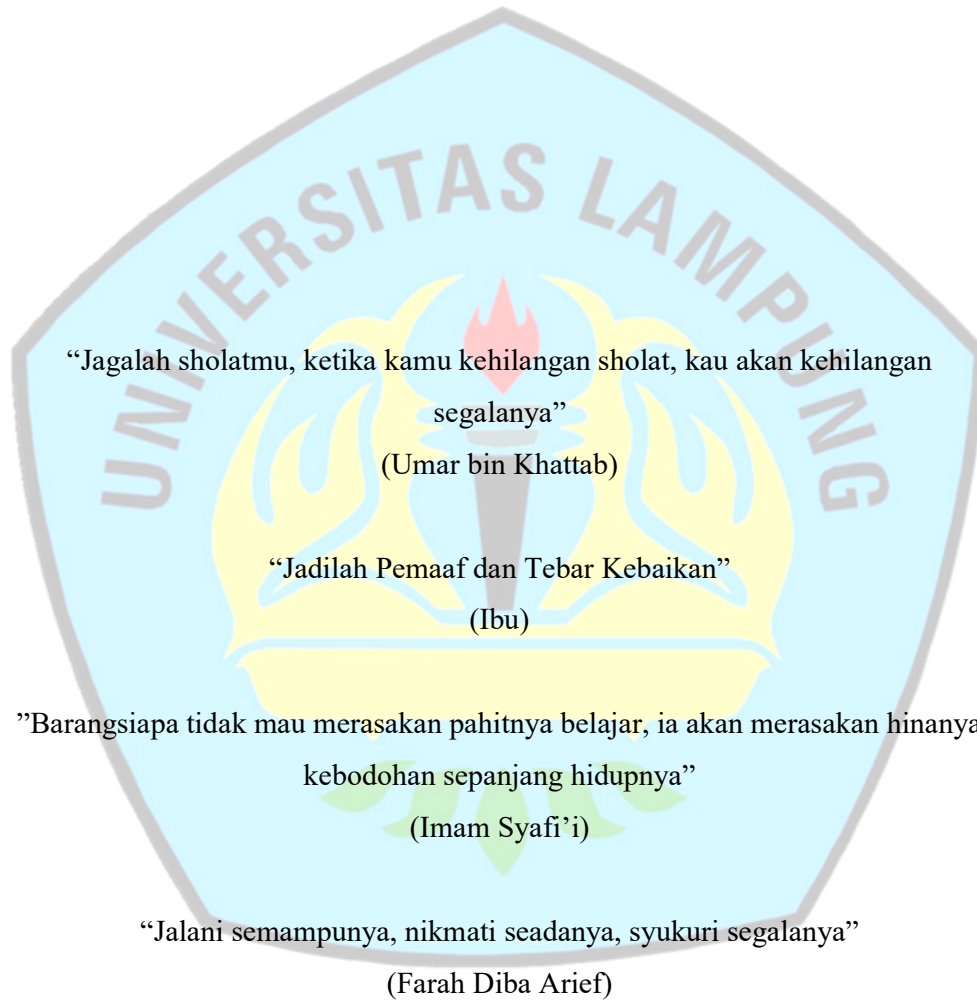 UNIVERSITAS LAMPUNG
“Jagalah sholatmu, ketika kamu kehilangan sholat, kau akan kehilangan
segalanya”
(Umar bin Khattab)
“Jadilah Pemaaf dan Tebar Kebaikan”
(Ibu)
”Barangsiapa tidak mau merasakan pahitnya belajar, ia akan merasakan hinanya
kebodohan sepanjang hidupnya”
(Imam Syafi’i)
“Jalani semampunya, nikmati seadanya, syukuri segalanya”
(Farah Diba Arief)